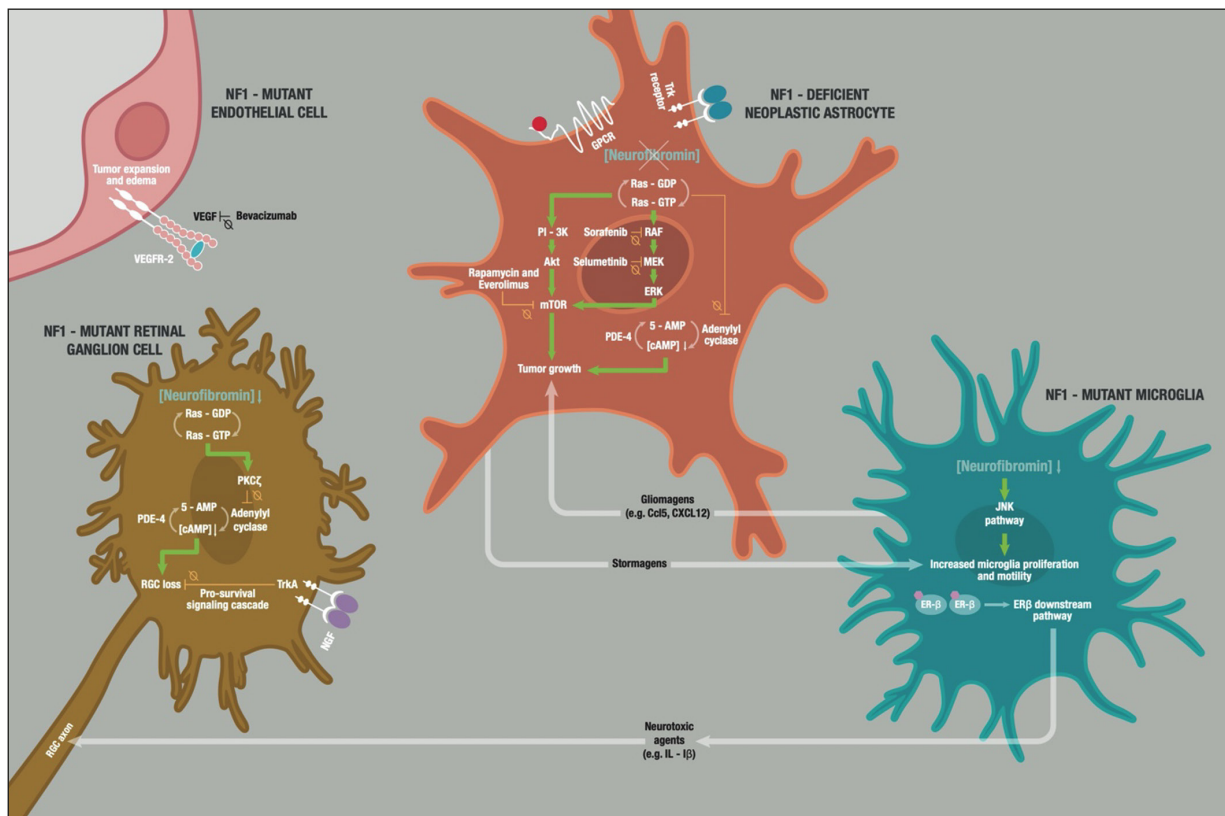 NF1 - MUTANT
ENDOTHELIAL CELL
Tumor expansion
and edema
VEGF
Bevacizumab
VEGFR-2
NF1 - DEFICIENT
NEOPLASTIC ASTROCYTE
GPCR
Trk
receptor
[Neurofibromin]
Ras - GDP
Ras - GTP
PI - 3K
Sorafenib
RAF
Akt
Selumetinib
MEK
Rapamycin and
Everolimus
ERK
mTOR
PDE-4
5 - AMP
[cAMP] ↓
Adenylyl
cyclase
Tumor growth
NF1 - MUTANT RETINAL
GANGLION CELL
[Neurofibromin] ↓
Ras - GDP
Ras - GTP
PKCζ
PDE-4
5 - AMP
[cAMP] ↓
Adenylyl
cyclase
RGC loss
TrkA
Pro-survival
signaling cascade
NGF
RGC axon
NF1 - MUTANT MICROGLIA
[Neurofibromin] ↓
JNK
pathway
Increased microglia proliferation
and motility
ER-β
ER-β
ERβ downstream
pathway
Gliomagens
(e.g. Ccl5, CXCL12)
Stormagens
Neurotoxic
agents
(e.g. IL - Iβ)